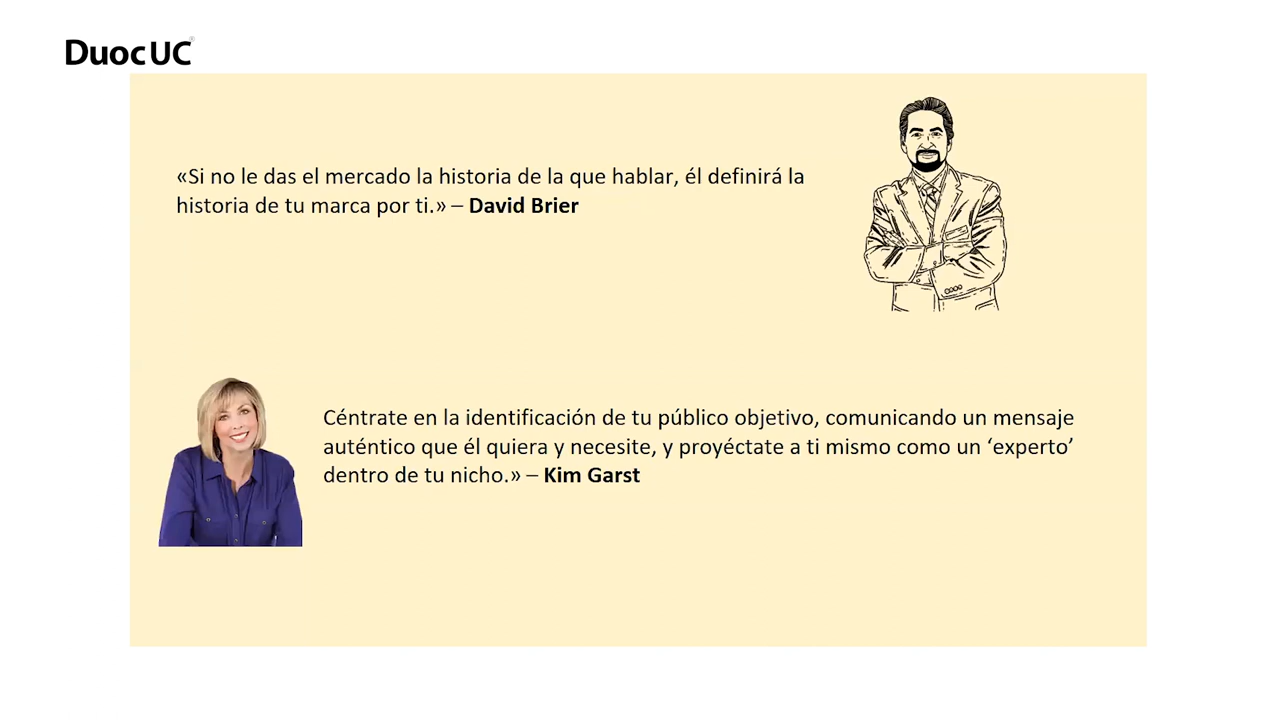 DuocUC
«Si no le das el mercado la historia de la que hablar, él definirá la
historia de tu marca por ti.» – David Brier
Céntrate en la identificación de tu público objetivo, comunicando un mensaje
auténtico que él quiera y necesite, y proyéctate a ti mismo como un ‘experto’
dentro de tu nicho.» – Kim Garst